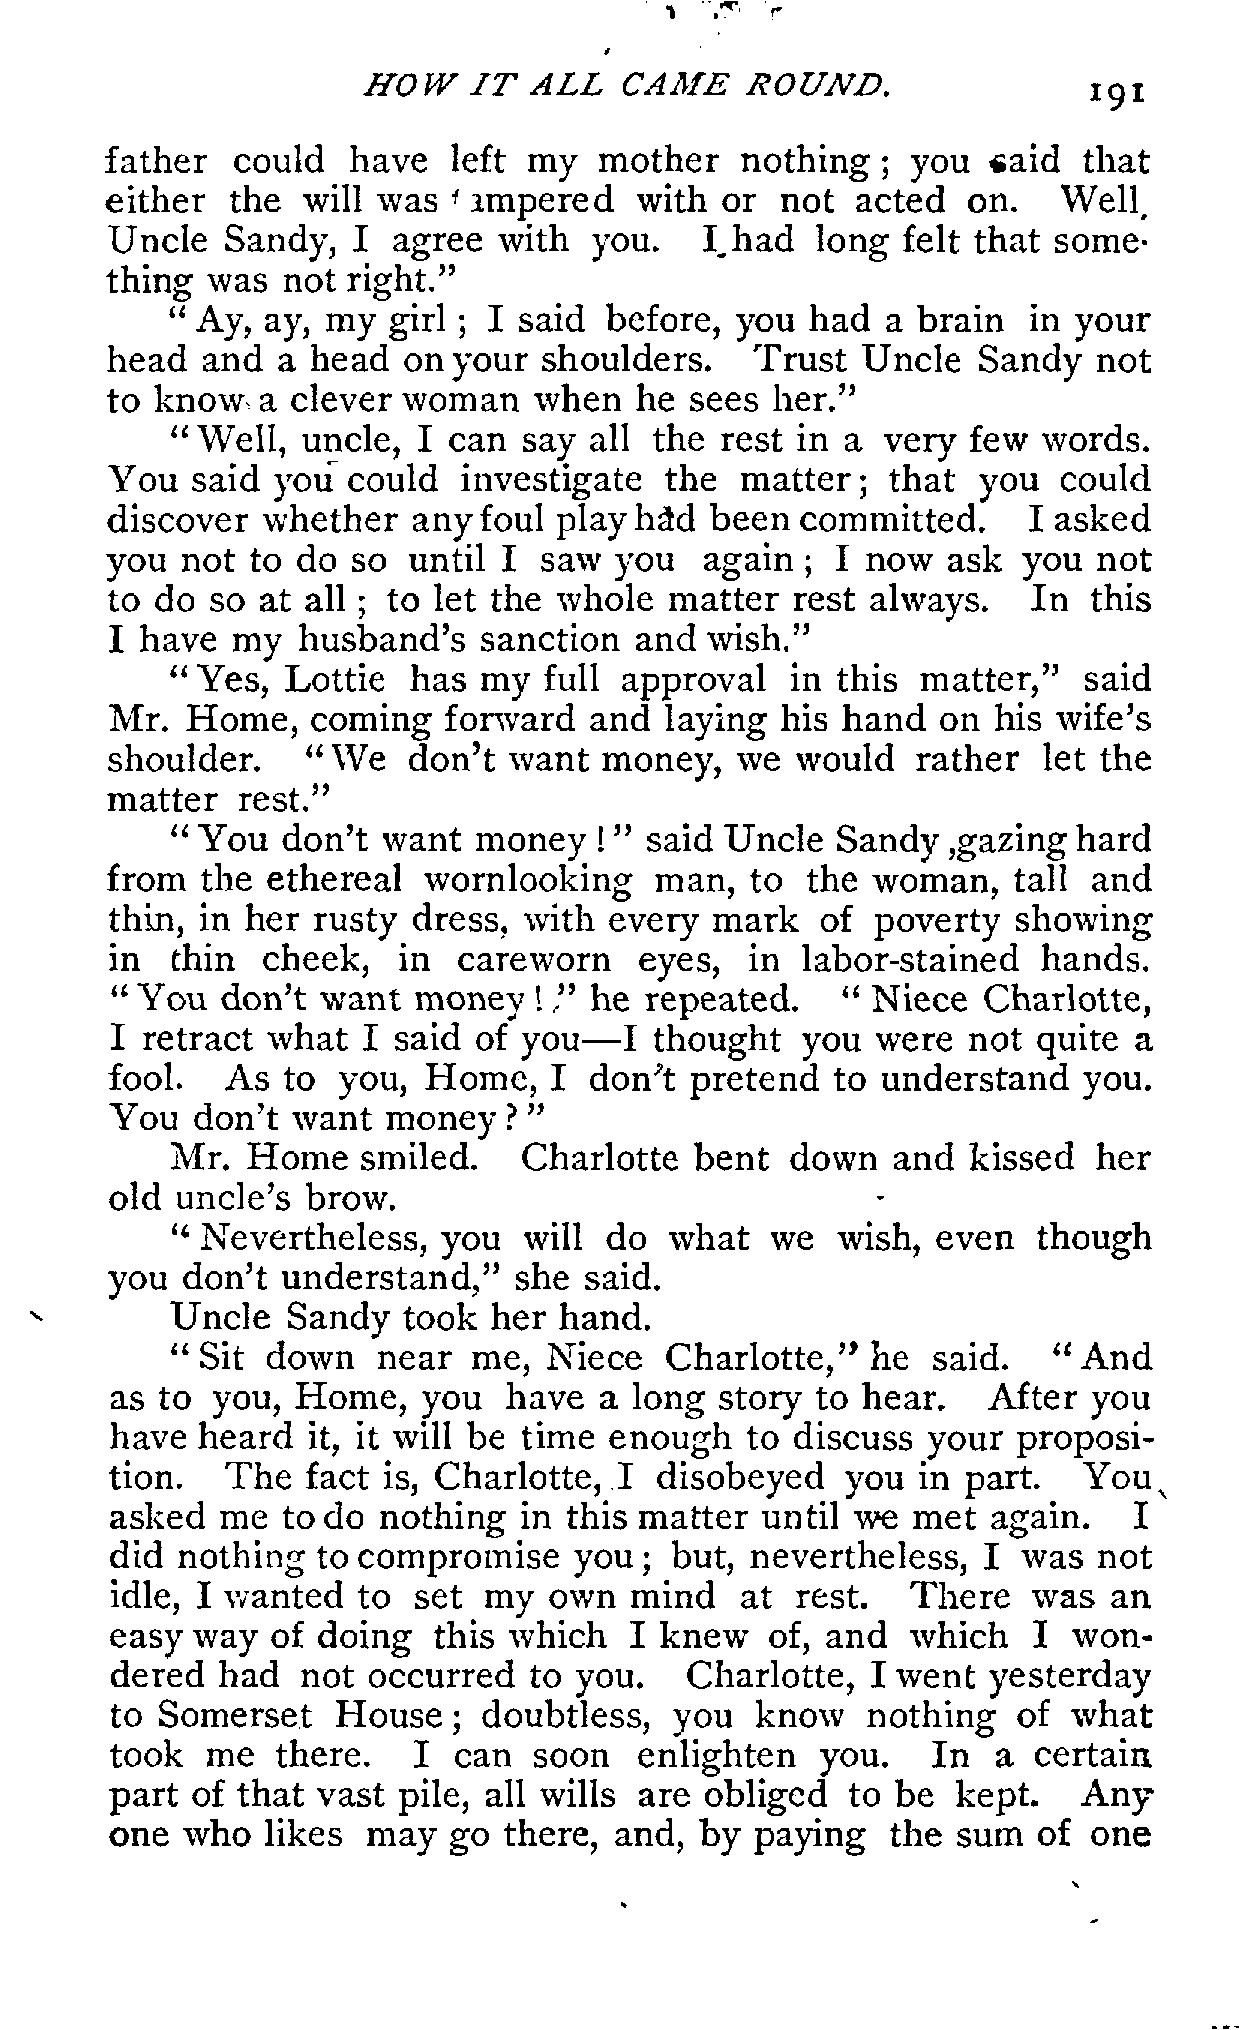 HOW IT ALL CAME ROUND. 191
father could have left my mother nothing ; you said that
either the will was tampered with or not acted on. Well,
Uncle Sandy, I agree with you. I had long felt that some-
thing was not right."
" Ay, ay, my girl ; I said before, you had a brain in your
head and a head on your shoulders. Trust Uncle Sandy not
to know a clever woman when he sees her."
" Well, uncle, I can say all the rest in a very few words.
You said you could investigate the matter ; that you could
discover whether any foul play had been committed. I asked
you not to do so until I saw you again ; I now ask you not
to do so at all ; to let the whole matter rest always. In this
I have my husband's sanction and wish."
" Yes, Lottie has my full approval in this matter," said
Mr. Home, coming forward and laying his hand on his wife's
shoulder. " We don't want money, we would rather let the
matter rest."
" You don't want money ! " said Uncle Sandy ,gazing hard
from the ethereal wornlooking man, to the woman, tall and
thin, in her rusty dress, with every mark of poverty showing
in thin cheek, in careworn eyes, in labor-stained hands.
" You don't want money ! " he repeated. " Niece Charlotte,
I retract what I said of you—I thought you were not quite a
fool. As to you, Home, I don't pretend to understand you.
You don't want money ? "
Mr. Home smiled. Charlotte bent down and kissed her
old uncle's brow.
" Nevertheless, you will do what we wish, even though
you don't understand," she said.
Uncle Sandy took her hand.
" Sit down near me, Niece Charlotte," he said. " And
as to you, Home, you have a long story to hear. After you
have heard it, it will be time enough to discuss your proposi-
tion. The fact is, Charlotte, I disobeyed you in part. You
asked me to do nothing in this matter until we met again. I
did nothing to compromise you ; but, nevertheless, I was not
idle, I wanted to set my own mind at rest. There was an
easy way of doing this which I knew of, and which I won-
dered had not occurred to you. Charlotte, I went yesterday
to Somerset House ; doubtless, you know nothing of what
took me there. I can soon enlighten you. In a certain
part of that vast pile, all wills are obliged to be kept. Any
one who likes may go there, and, by paying the sum of one